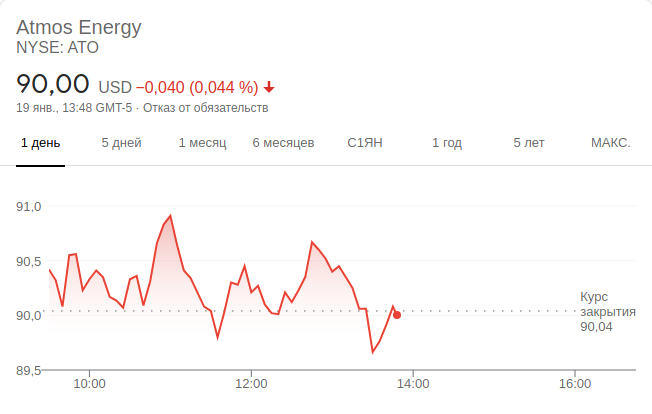 Atmos Energy
NYSE: ATO
90,00 USD −0,040 (0,044 %)
19 янв., 13:48 GMT-5 · Отказ от обязательств
1 день 5 дней 1 месяц 6 месяцев С1ЯН 1 год 5 лет МАКС.
91,0
90,5
90,0
89,5
Курс
закрытия
90,04
10:00 12:00 14:00 16:00